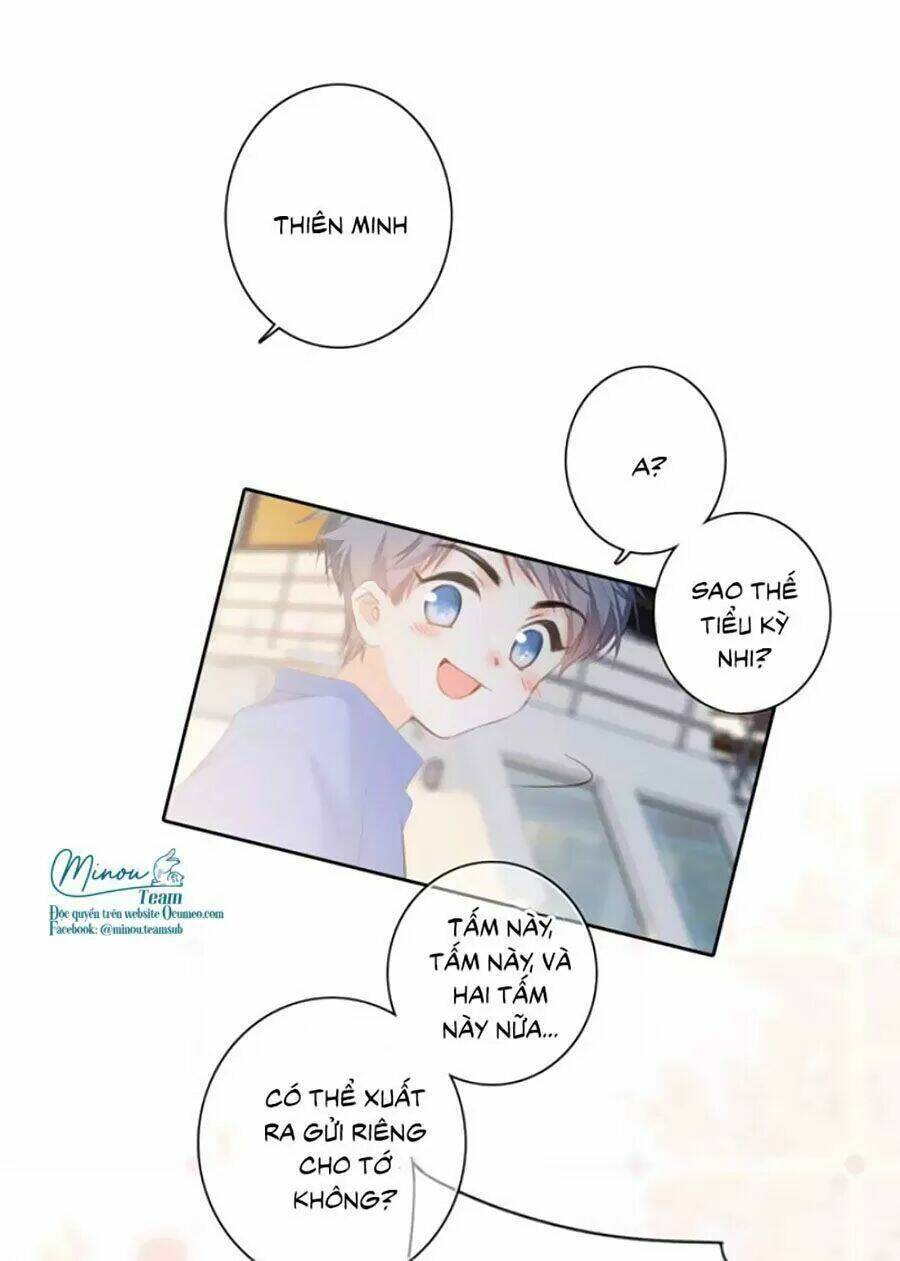 THIÊN MINH
A?
SAO THẾ
TIỂU KỲ
NHI?
Minou
Team
Độc quyền trên website Ocumeo.com
Facebook: @minou.teamsub
TẤM NÀY,
TẤM NÀY, VÀ
HAI TẤM
NÀY NỮA...
CÓ THỂ XUẤT
RA GỬI RIÊNG
CHO TỚ
KHÔNG?